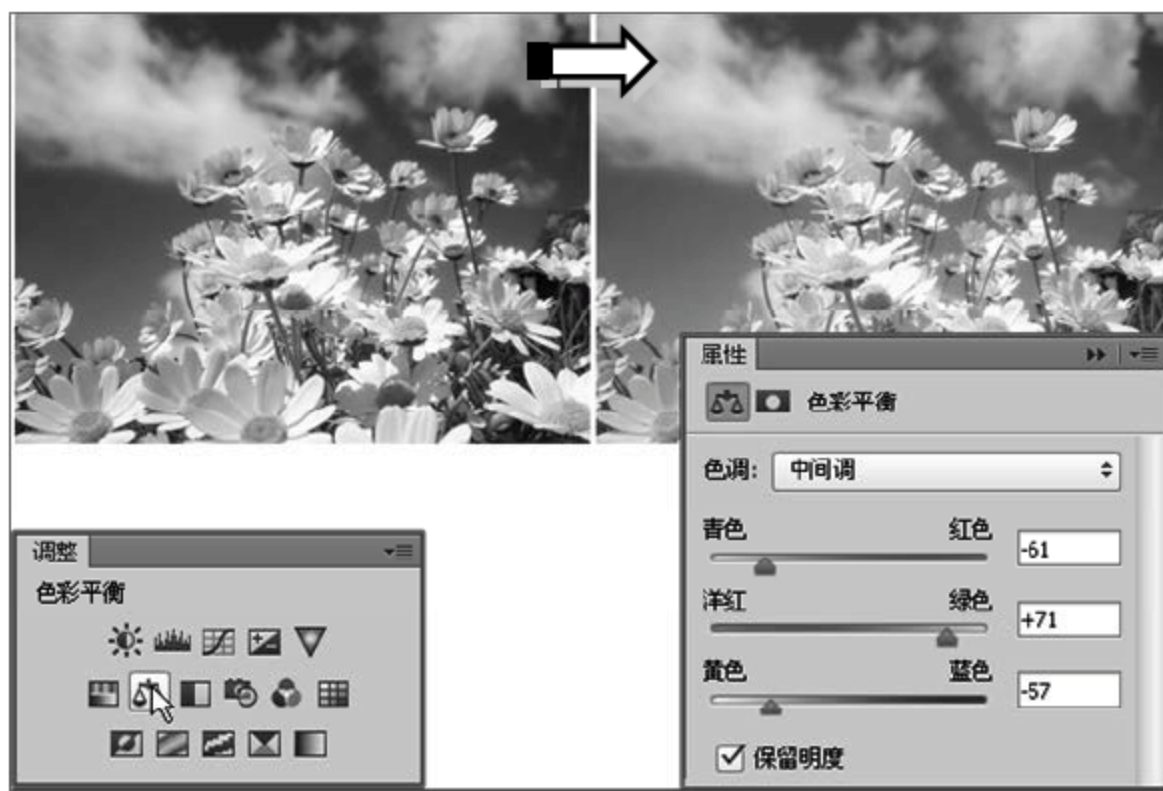 属性
色彩平衡
色调: 中间调
青色 红色 -61
洋红 绿色 +71
黄色 蓝色 -57
保留明度
调整
色彩平衡